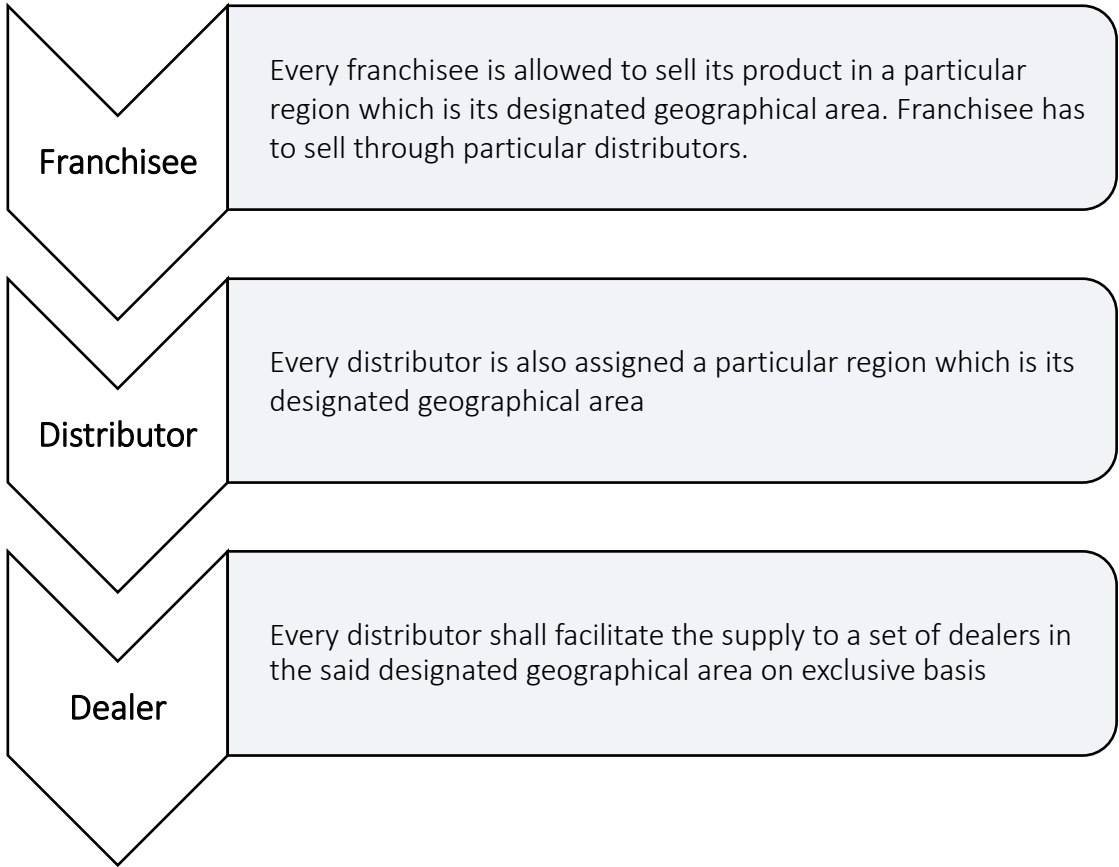 Franchisee
Every franchisee is allowed to sell its product in a particular
region which is its designated geographical area. Franchisee has
to sell through particular distributors.
Distributor
Every distributor is also assigned a particular region which is its
designated geographical area
Dealer
Every distributor shall facilitate the supply to a set of dealers in
the said designated geographical area on exclusive basis